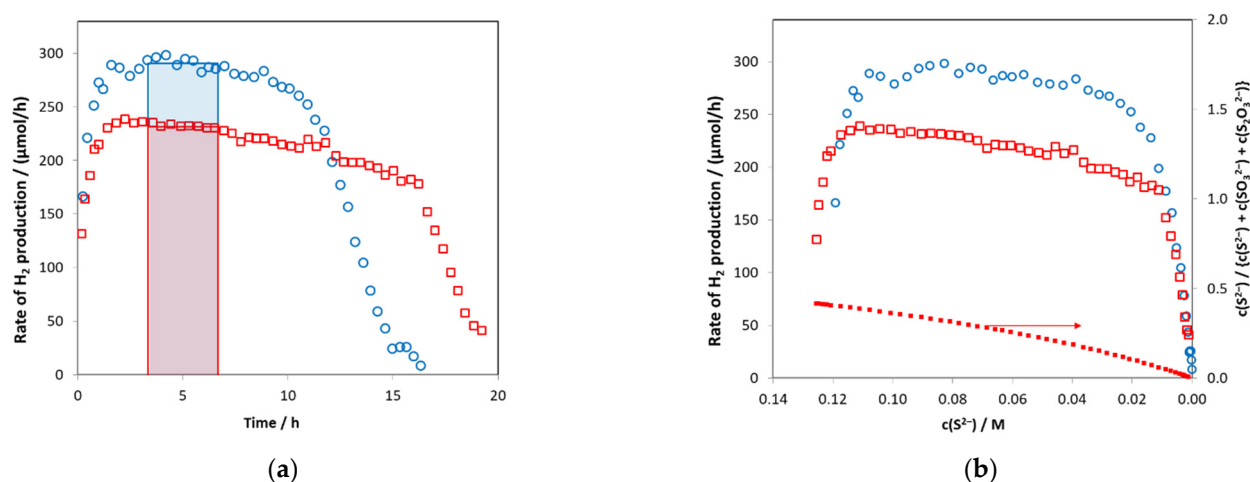 300
250
200
150
100
50
0
Rate of H₂ production / (µmol/h)
0 5 10 15 20
Time / h
(a)
300
250
200
150
100
50
0
Rate of H₂ production / (µmol/h)
2.0
1.5
1.0
0.5
0.0
c(S²⁻) / {c(S²⁻) + c(SO₃²⁻) + c(S₂O₃²⁻)}
0.14 0.12 0.10 0.08 0.06 0.04 0.02 0.00
c(S²⁻) / M
(b)